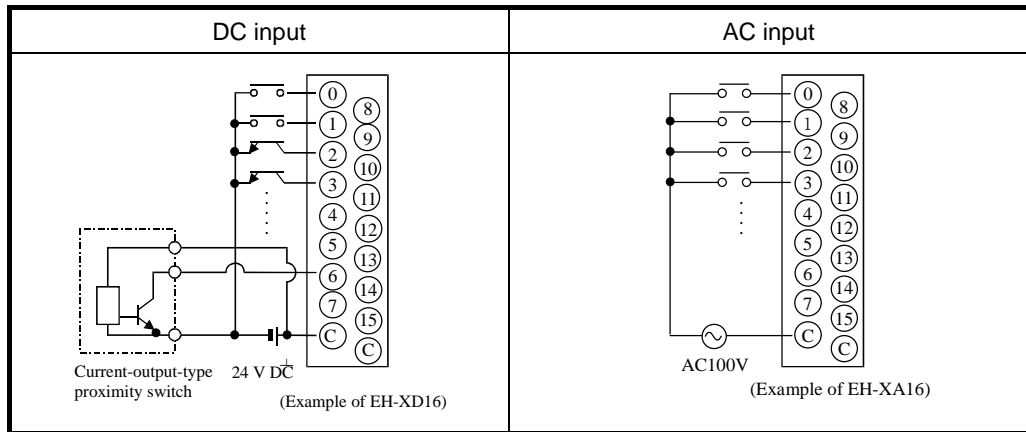 DC input
AC input
0
8
1
9
2
10
3
11
4
12
5
13
6
14
7
15
C
C
Current-output-type
proximity switch
24 V DC
(Example of EH-XD16)
0
8
1
9
2
10
3
11
4
12
5
13
6
14
7
15
C
C
AC100V
(Example of EH-XA16)